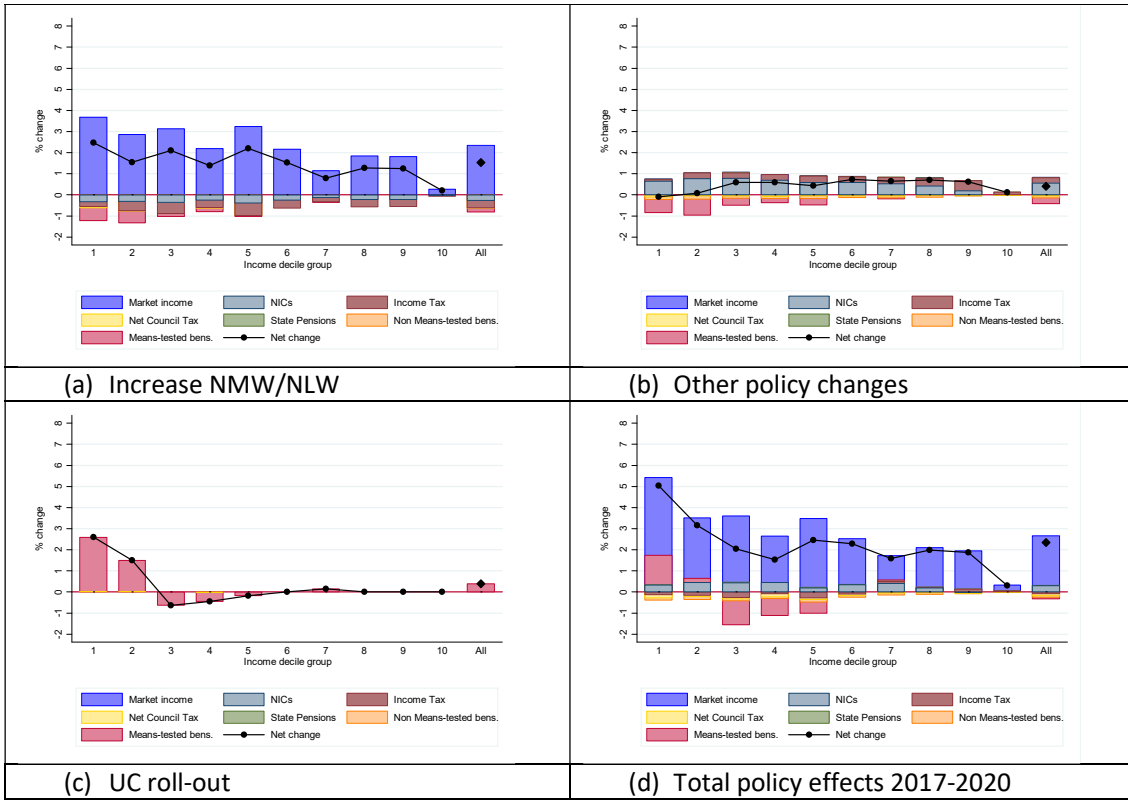 8
7
6
5
4
3
2
1
0
-1
-2
% change
1 2 3 4 5 6 7 8 9 10 All
Income decile group
Market income NICs Income Tax
Net Council Tax State Pensions Non Means-tested bens.
Means-tested bens. Net change
(a) Increase NMW/NLW
8
7
6
5
4
3
2
1
0
-1
-2
% change
1 2 3 4 5 6 7 8 9 10 All
Income decile group
Market income NICs Income Tax
Net Council Tax State Pensions Non Means-tested bens.
Means-tested bens. Net change
(b) Other policy changes
8
7
6
5
4
3
2
1
0
-1
-2
% change
1 2 3 4 5 6 7 8 9 10 All
Income decile group
Market income NICs Income Tax
Net Council Tax State Pensions Non Means-tested bens.
Means-tested bens. Net change
(c) UC roll-out
8
7
6
5
4
3
2
1
0
-1
-2
% change
1 2 3 4 5 6 7 8 9 10 All
Income decile group
Market income NICs Income Tax
Net Council Tax State Pensions Non Means-tested bens.
Means-tested bens. Net change
(d) Total policy effects 2017-2020